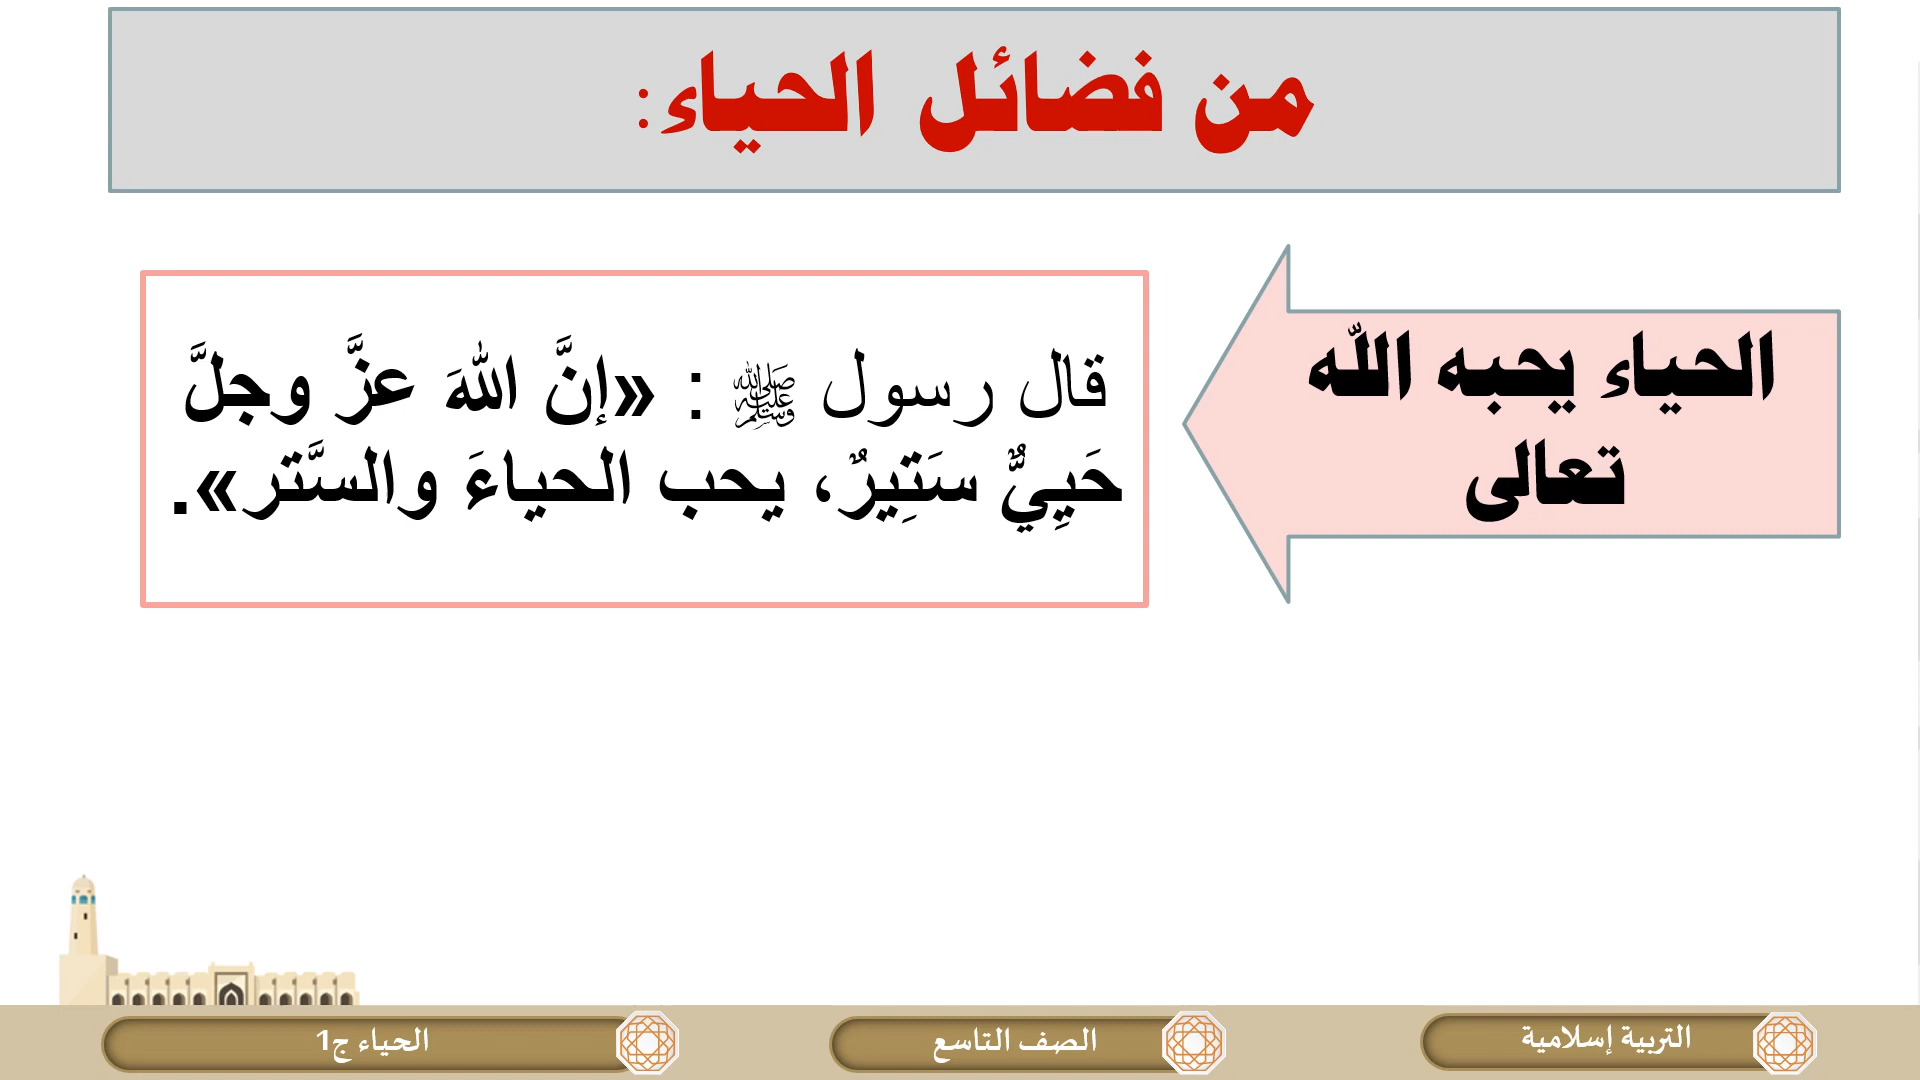 من فضائل الحياء:
الحياء يحبه الله
تعالى
قال رسول ﷺ : «إنَّ اللهَ عزَّ وجلَّ
حَيِيٌّ سَتِيرٌ، يحب الحياءَ والسَّتر».
التربية إسلامية
الصف التاسع
الحياء ج1